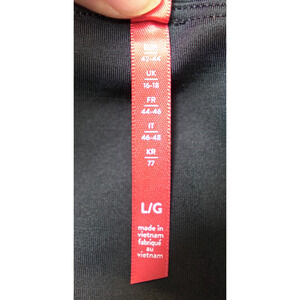 42-44
UK
16-18
FR
44-46
IT
46-48
KR
77
L/G
made in
vietnam
fabriqué
au
vietnam